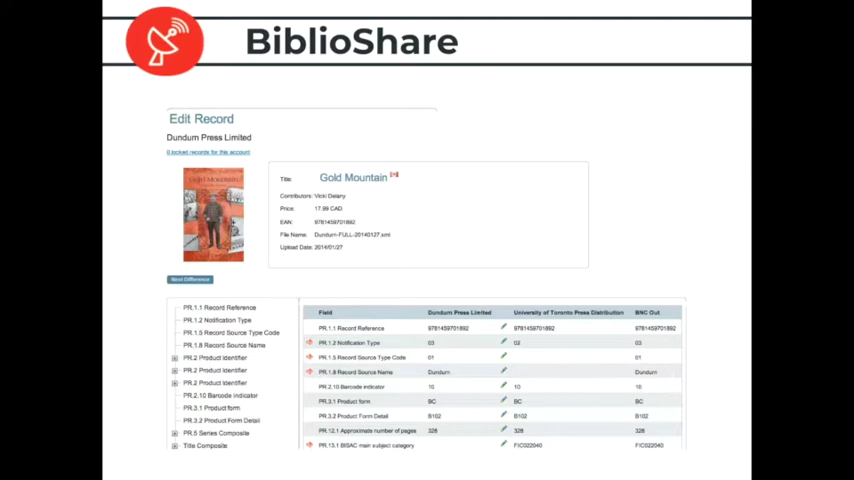 BiblioShare
Edit Record
Dundurn Press Limited
0 locked records for this account
GOLD MOUNTAIN
Title: Gold Mountain
Contributors: Vicki Delany
Price: 17.99 CAD
EAN: 9781459701892
File Name: Dundurn-FULL-20140127.xml
Upload Date: 2014/01/27
Next Difference
PR.1.1 Record Reference
PR.1.2 Notification Type
PR.1.5 Record Source Type Code
PR.1.8 Record Source Name
PR.2 Product Identifier
PR.2 Product Identifier
PR.2 Product Identifier
PR.2.10 Barcode indicator
PR.3.1 Product form
PR.3.2 Product Form Detail
PR.5 Series Composite
Title Composite
Field Dundurn Press Limited University of Toronto Press Distribution BNC Out
PR.1.1 Record Reference 9781459701892 9781459701892 9781459701892
PR.1.2 Notification Type 03 02 03
PR.1.5 Record Source Type Code 01 01
PR.1.8 Record Source Name Dundurn Dundurn
PR.2.10 Barcode indicator 10 10 10
PR.3.1 Product form BC BC BC
PR.3.2 Product Form Detail B102 B102 B102
PR.12.1 Approximate number of pages 328 328 328
PR.13.1 BISAC main subject category FIC022040 FIC022040